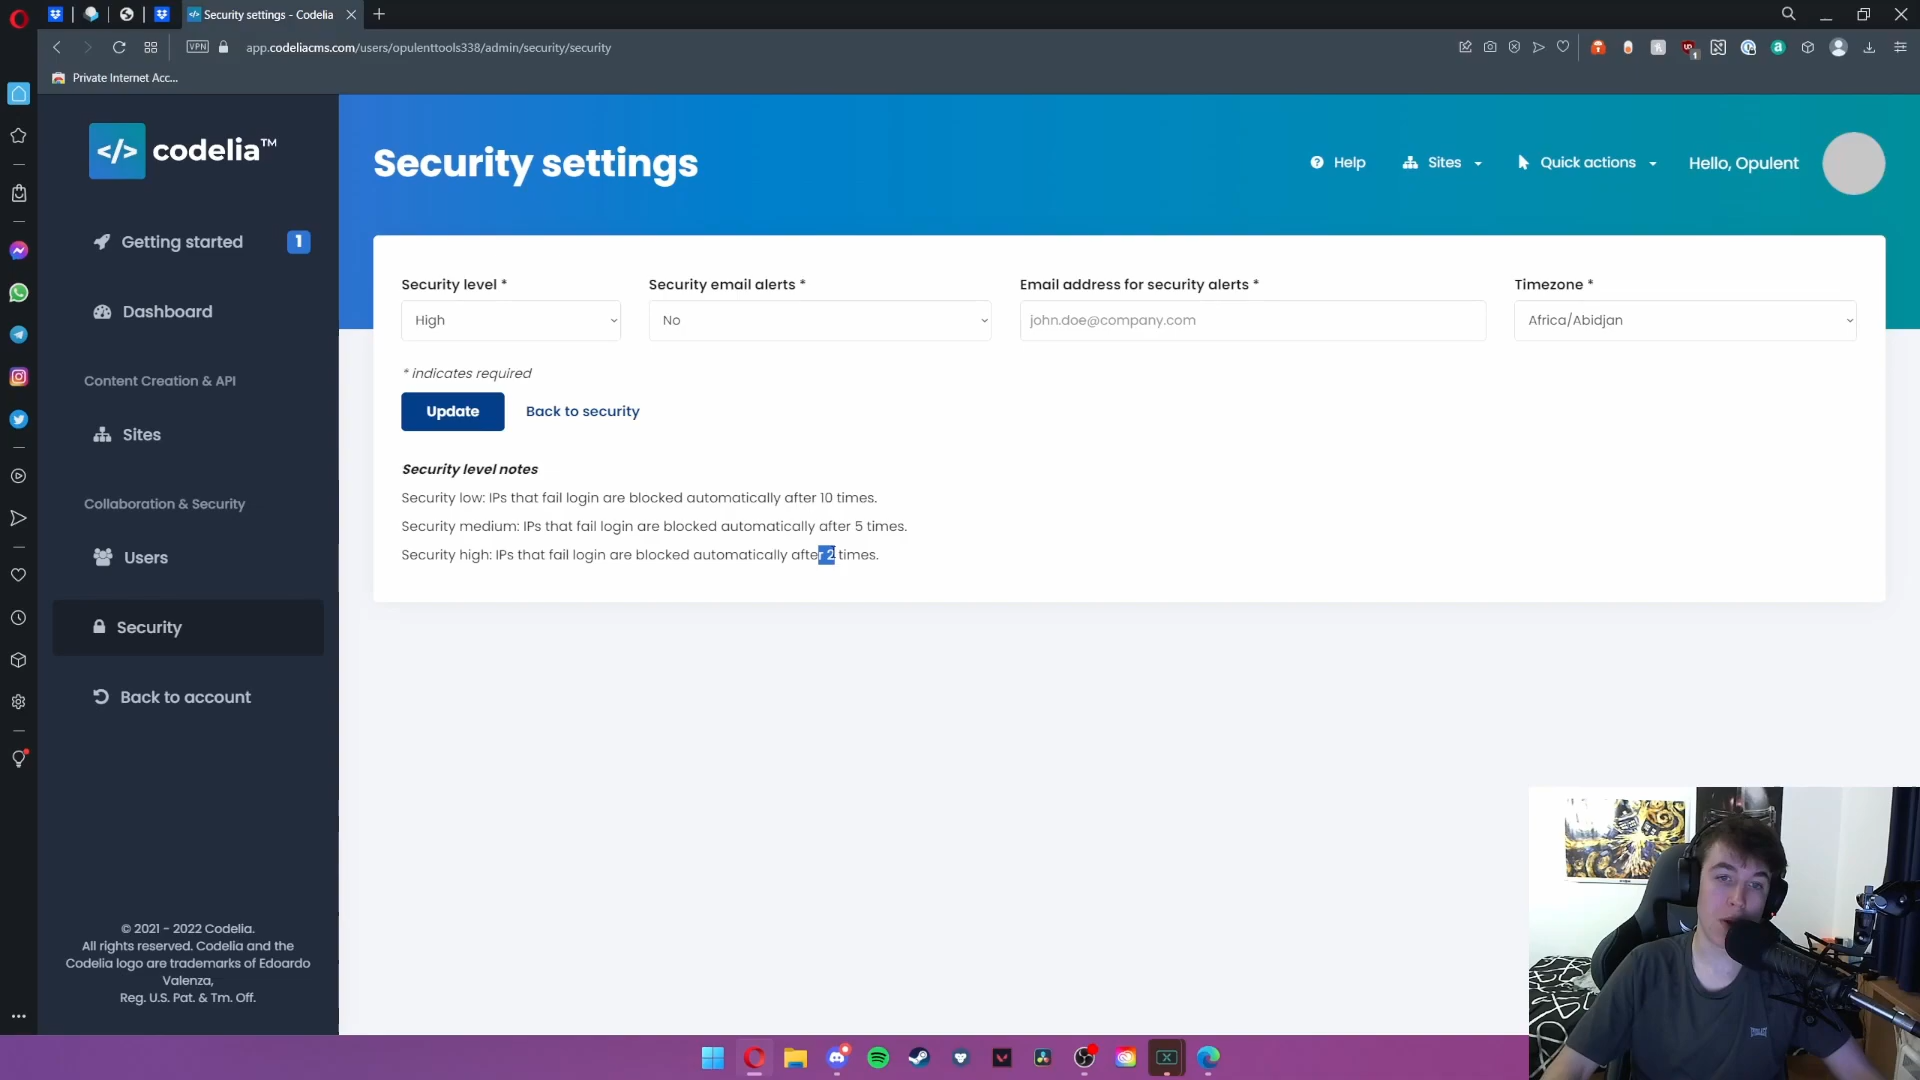 Security settings - Codelia
VPN
app.codeliacms.com/users/opulenttools338/admin/security/security
1
Private Internet Acc...
</> codelia™
Security settings
Help
Sites
Quick actions
Hello, Opulent
Getting started
1
Dashboard
Content Creation & API
Sites
Collaboration & Security
Users
Security
Back to account
Security level *
Security email alerts *
Email address for security alerts *
Timezone *
High
No
john.doe@company.com
Africa/Abidjan
* indicates required
Update
Back to security
Security level notes
Security low: IPs that fail login are blocked automatically after 10 times.
Security medium: IPs that fail login are blocked automatically after 5 times.
Security high: IPs that fail login are blocked automatically after 2 times.
© 2021 - 2022 Codelia.
All rights reserved. Codelia and the
Codelia logo are trademarks of Edoardo
Valenza,
Reg. U.S. Pat. & Tm. Off.